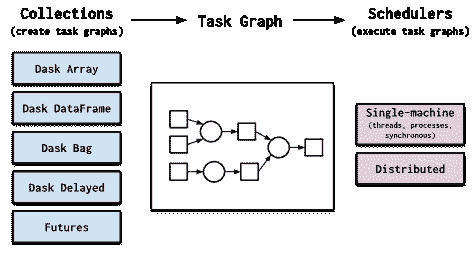 Collections
(create task graphs)
Task Graph
Schedulers
(execute task graphs)
Dask Array
Dask DataFrame
Dask Bag
Dask Delayed
Futures
Single-machine
(threads, processes,
synchronous)
Distributed